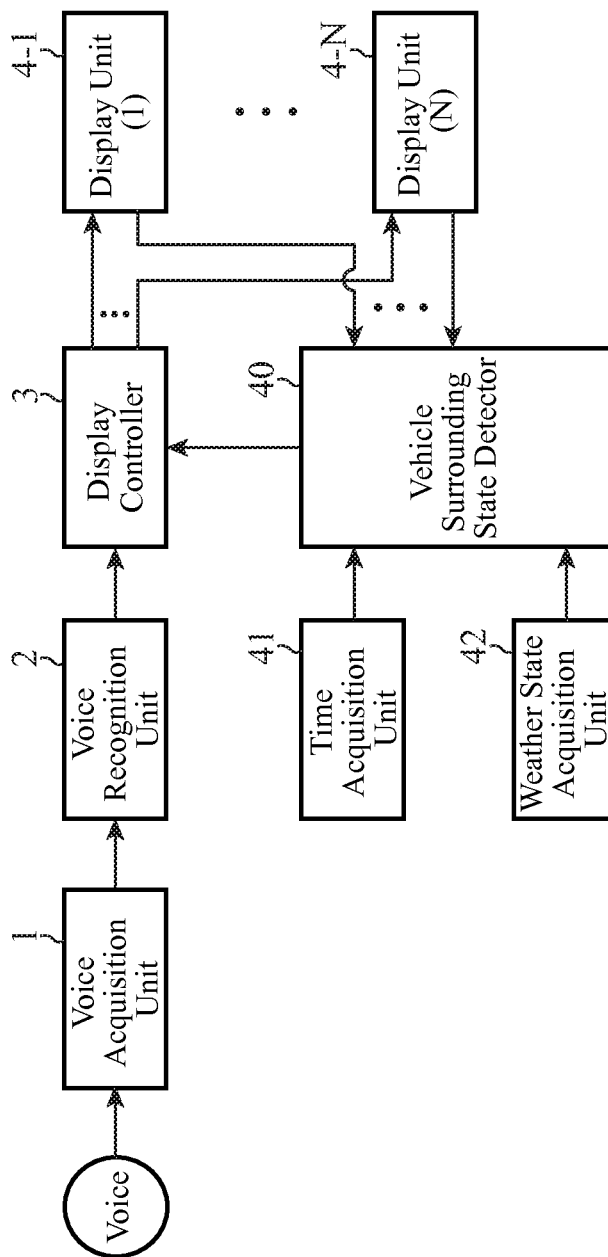 Voice
1
Voice
Acquisition
Unit
2
Voice
Recognition
Unit
3
Display
Controller
4-1
Display Unit
(1)
4-N
Display Unit
(N)
41
Time
Acquisition
Unit
42
Weather State
Acquisition
Unit
40
Vehicle
Surrounding
State Detector